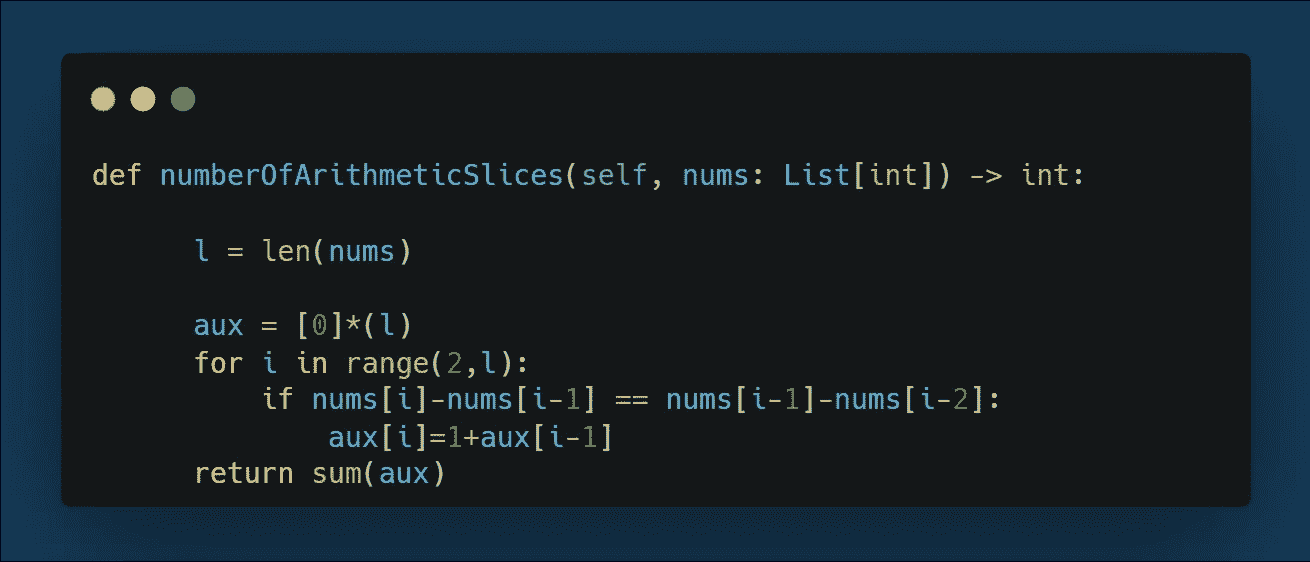 def numberOfArithmeticSlices(self, nums: List[int]) -> int:
l = len(nums)
aux = [0]*(l)
for i in range(2,l):
if nums[i]-nums[i-1] == nums[i-1]-nums[i-2]:
aux[i]=1+aux[i-1]
return sum(aux)